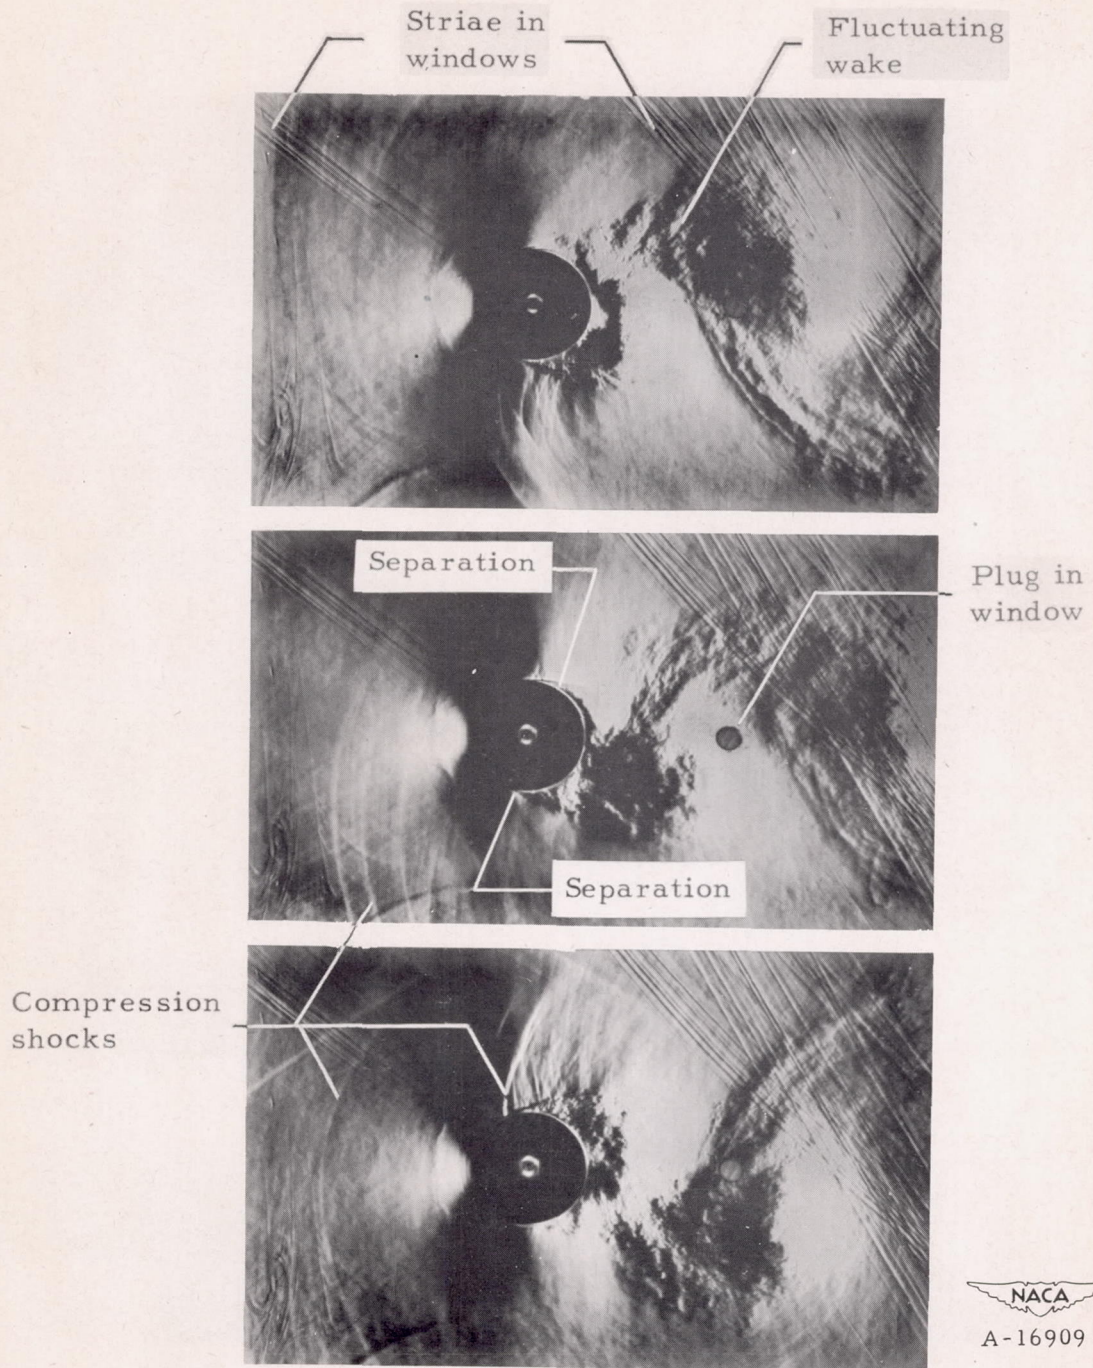 Striae in
windows
Fluctuating
wake
Separation
Plug in
window
Separation
Compression
shocks
NACA
A-16909